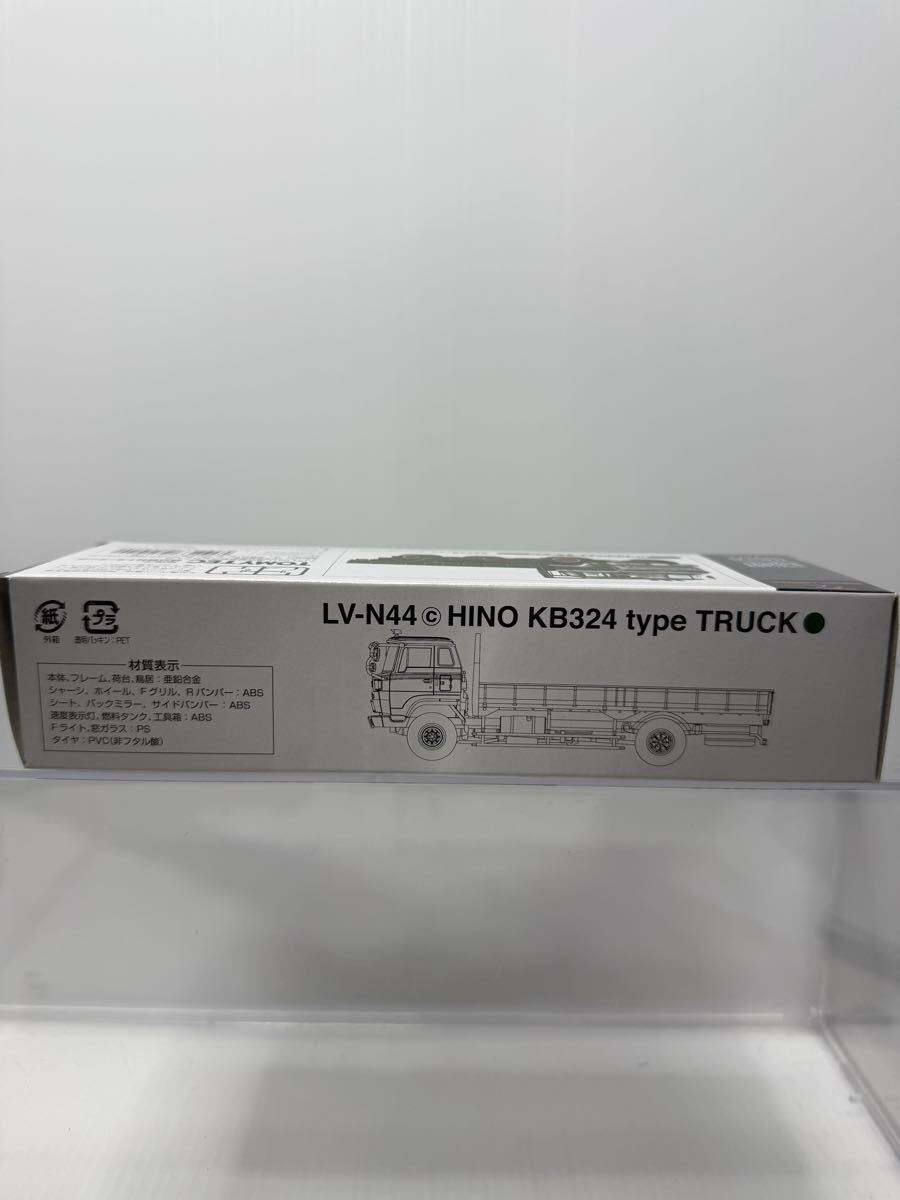 TOMYTEC
LV-N44 ⓒ HINO KB324 type TRUCK
紙
外箱
プラ
透明パッキン:PET
材質表示
本体、フレーム、荷台、鳥居:亜鉛合金
シャーシ、ホイール、Fグリル、Rバンパー:ABS
シート、バックミラー、サイドバンパー:ABS
速度表示灯、燃料タンク、工具箱:ABS
Fライト、窓ガラス:PS
タイヤ:PVC(非フタル酸)